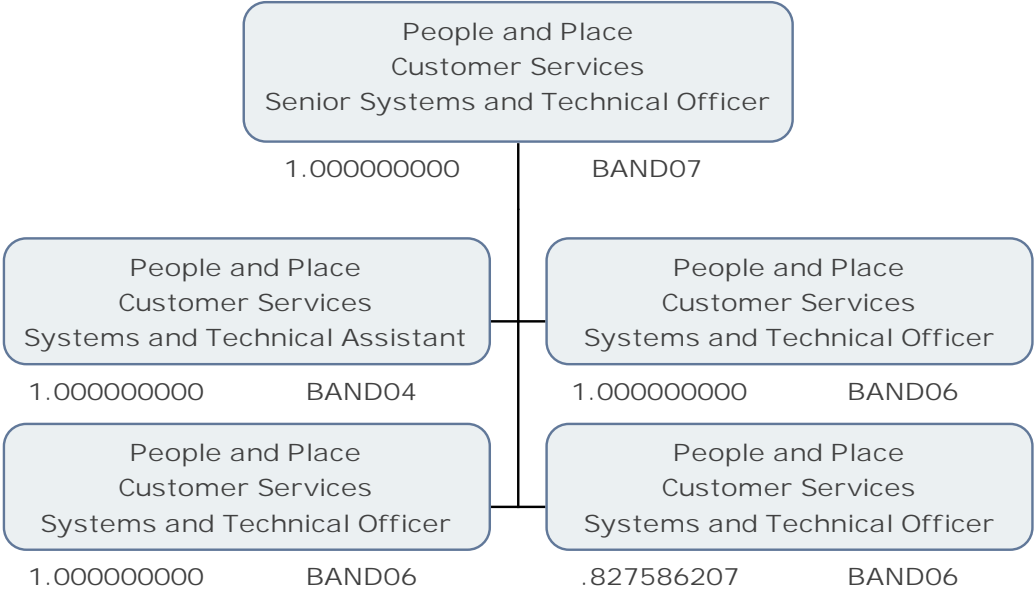 People and Place
Customer Services
Senior Systems and Technical Officer
1.000000000 BAND07
People and Place
Customer Services
Systems and Technical Assistant
1.000000000 BAND04
People and Place
Customer Services
Systems and Technical Officer
1.000000000 BAND06
People and Place
Customer Services
Systems and Technical Officer
1.000000000 BAND06
People and Place
Customer Services
Systems and Technical Officer
.827586207 BAND06